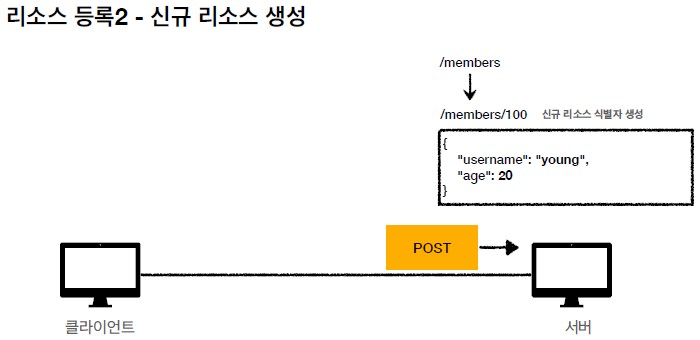 리소스 등록2 - 신규 리소스 생성
/members
/members/100 신규 리소스 식별자 생성
{
"username": "young",
"age": 20
}
POST
클라이언트
서버